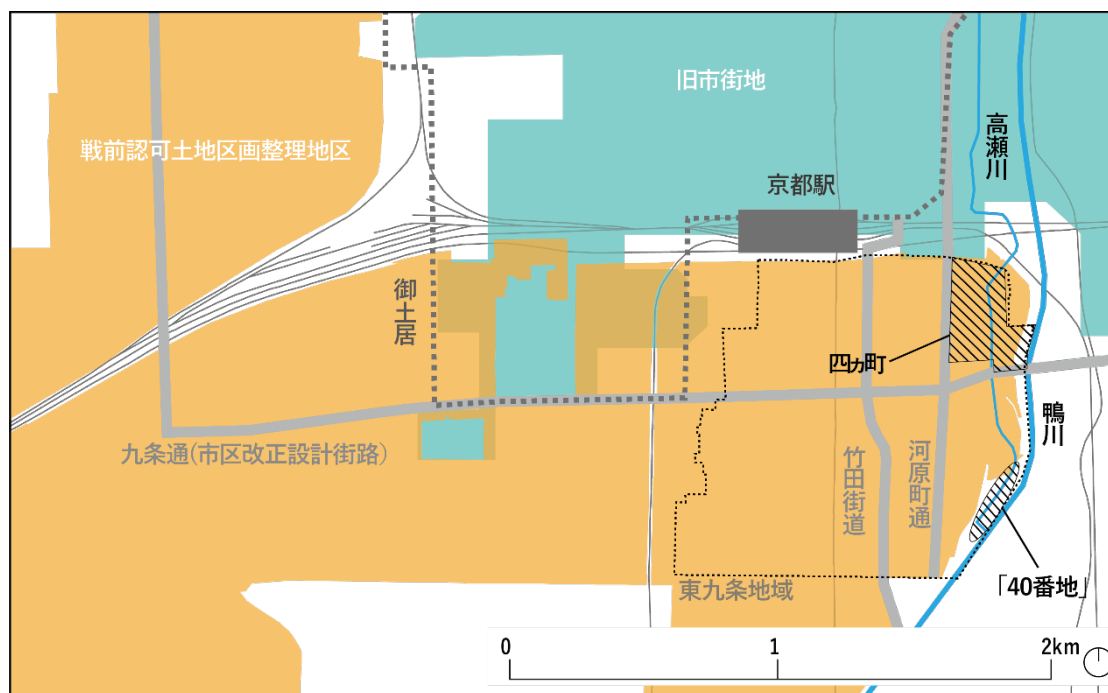 旧市街地
高瀬川
戦前認可土地区画整理地区
京都駅
御土居
四ヵ町
鴨川
九条通(市区改正設計街路)
竹田街道
河原町通
東九条地域
「40番地」
0 1 2km